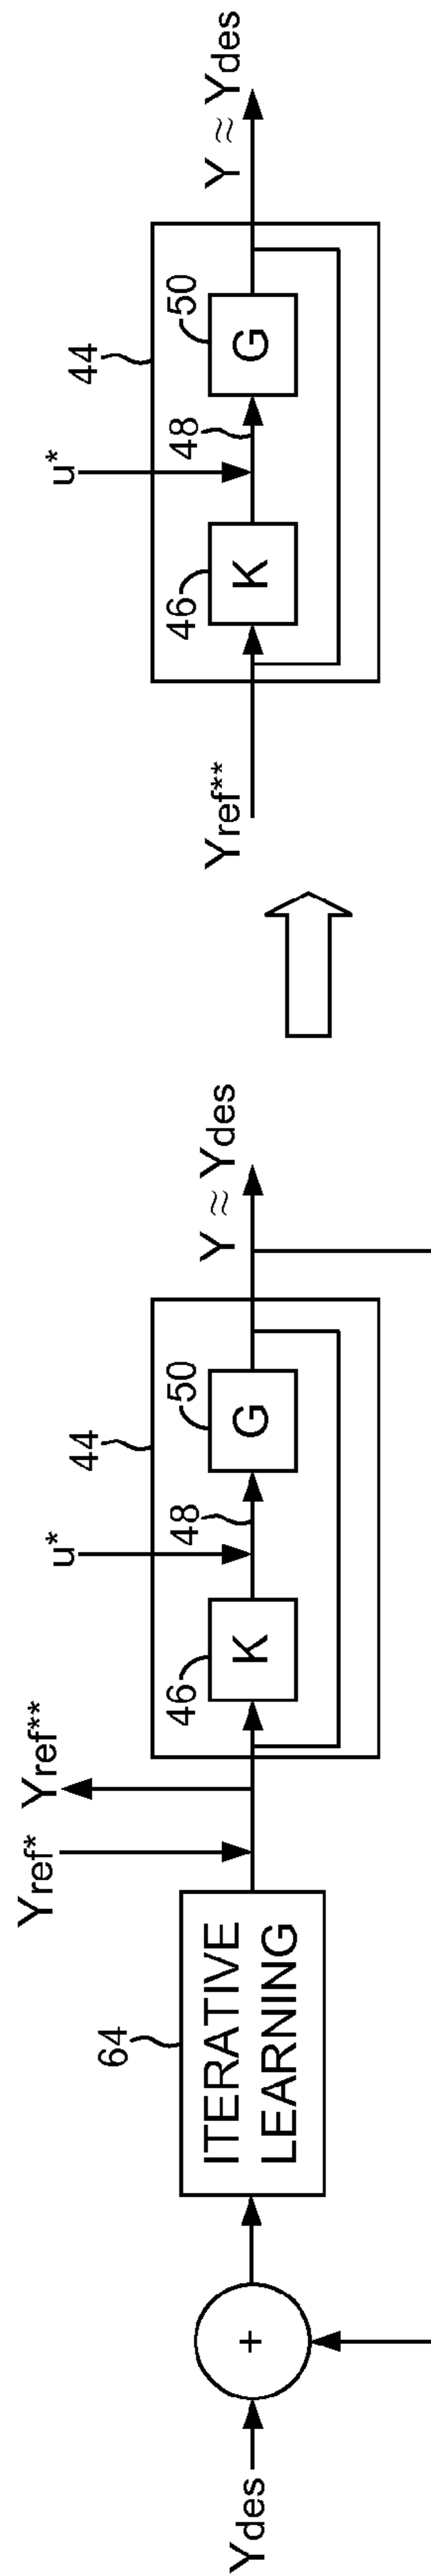 Ydes
+
64
ITERATIVE
LEARNING
Yref*
Yref**
u*
44
46
K
48
50
G
Y ≈ Ydes
Yref**
u*
44
46
K
48
50
G
Y ≈ Ydes